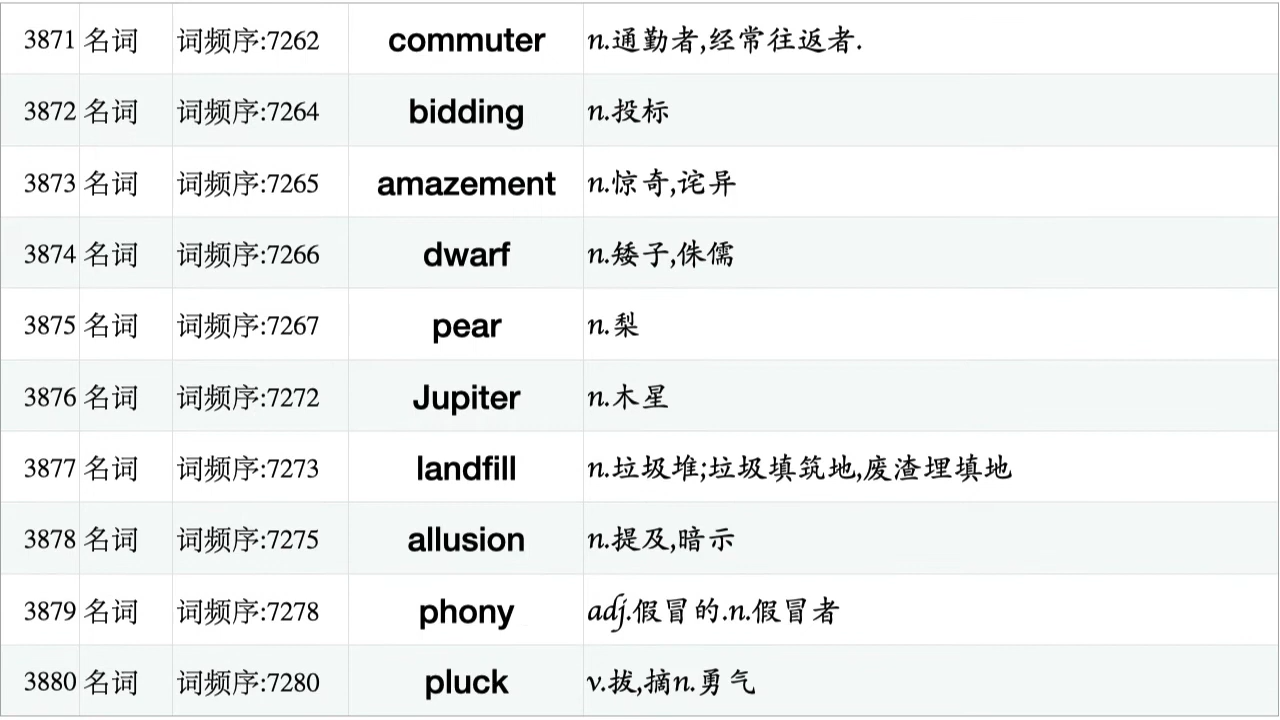 3871 名词 词频序:7262 commuter n.通勤者,经常往返者.
3872 名词 词频序:7264 bidding n.投标
3873 名词 词频序:7265 amazement n.惊奇,诧异
3874 名词 词频序:7266 dwarf n.矮子,侏儒
3875 名词 词频序:7267 pear n.梨
3876 名词 词频序:7272 Jupiter n.木星
3877 名词 词频序:7273 landfill n.垃圾堆;垃圾填筑地,废渣埋填地
3878 名词 词频序:7275 allusion n.提及,暗示
3879 名词 词频序:7278 phony adj.假冒的.n.假冒者
3880 名词 词频序:7280 pluck v.拔,摘n.勇气